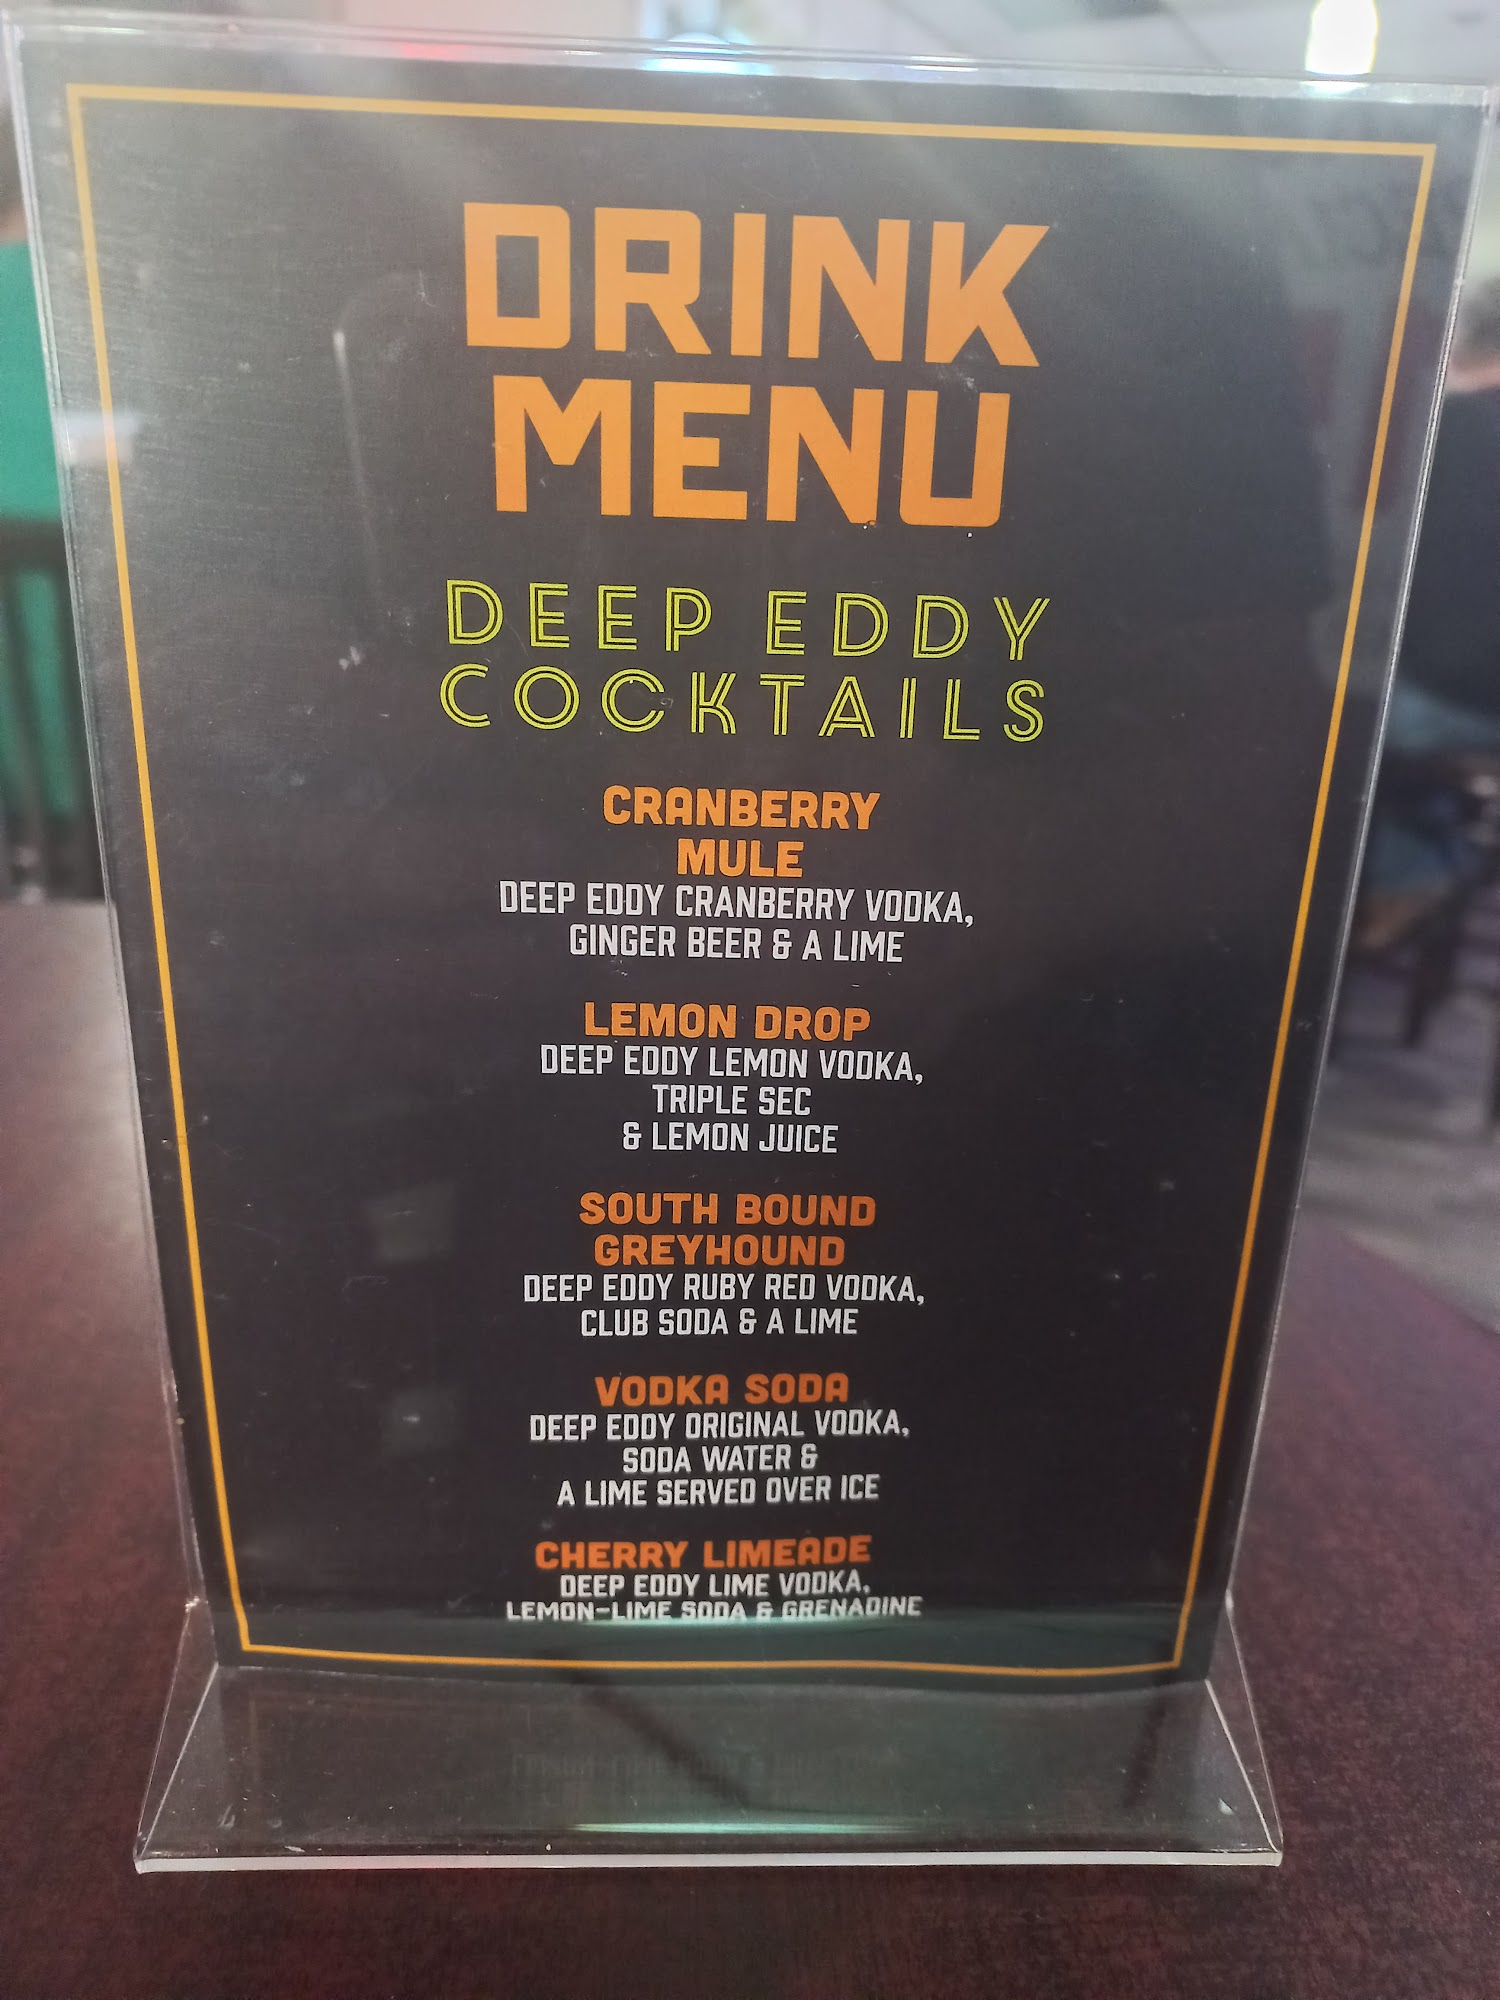 DRINK
MENU
DEEP EDDY
COCKTAILS
CRANBERRY
MULE
DEEP EDDY CRANBERRY VODKA,
GINGER BEER & A LIME
LEMON DROP
DEEP EDDY LEMON VODKA,
TRIPLE SEC
& LEMON JUICE
SOUTH BOUND
GREYHOUND
DEEP EDDY RUBY RED VODKA,
CLUB SODA & A LIME
VODKA SODA
DEEP EDDY ORIGINAL VODKA,
SODA WATER &
A LIME SERVED OVER ICE
CHERRY LIMEADE
DEEP EDDY LIME VODKA,
LEMON-LIME SODA & GRENADINE